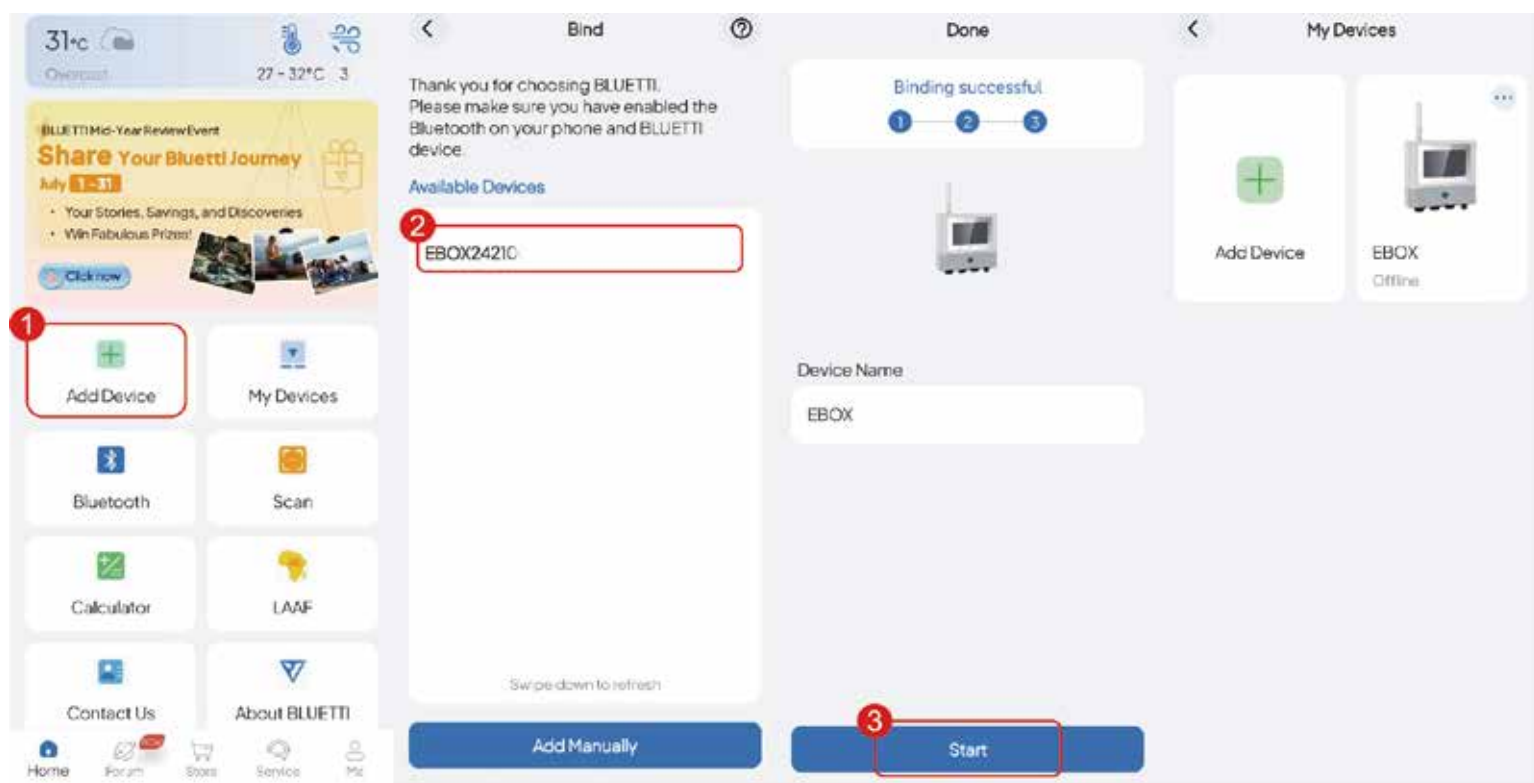 31°c
Overcast
27 - 32°C 3
BLUETTI Mid-Year Review Event
Share Your Bluetti Journey
July 1 - 31
• Your Stories, Savings, and Discoveries
• Win Fabulous Prizes!
Click now
1
Add Device
My Devices
Bluetooth
Scan
Calculator
LAAF
Contact Us
About BLUETTI
Home
Forum
Store
Service
Me
Bind
Thank you for choosing BLUETTI.
Please make sure you have enabled the
Bluetooth on your phone and BLUETTI
device.
Available Devices
2
EBOX24210
Swipe down to refresh
Add Manually
Done
Binding successful
1 2 3
Device Name
EBOX
3
Start
My Devices
Add Device
EBOX
Offline